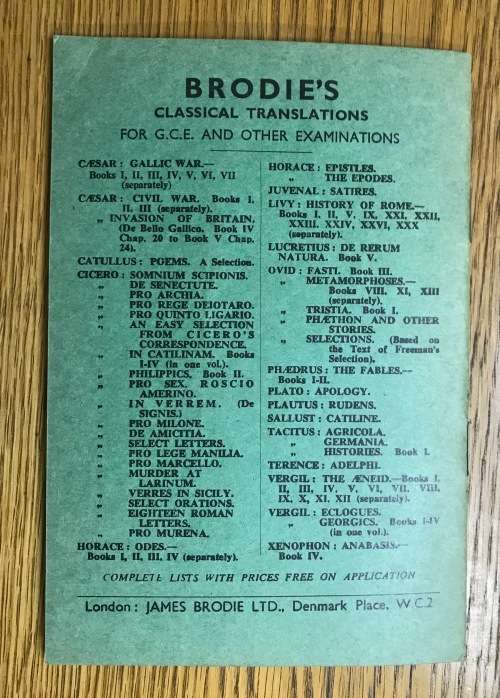 BRODIE'S
CLASSICAL TRANSLATIONS
FOR G.C.E. AND OTHER EXAMINATIONS
CÆSAR : GALLIC WAR.—
Books I, II, III, IV, V, VI, VII
(separately)
CÆSAR : CIVIL WAR. Books I,
II, III (separately).
„ INVASION OF BRITAIN.
(De Bello Gallico. Book IV
Chap. 20 to Book V Chap.
24).
CATULLUS : POEMS. A Selection.
CICERO : SOMNIUM SCIPIONIS.
„ DE SENECTUTE.
„ PRO ARCHIA.
„ PRO REGE DEIOTARO.
„ PRO QUINTO LIGARIO.
„ AN EASY SELECTION
FROM CICERO'S
CORRESPONDENCE.
„ IN CATILINAM. Books
I-IV (in one vol.).
„ PHILIPPICS. Book II.
„ PRO SEX. ROSCIO
AMERINO.
„ IN VERREM. (De
SIGNIS.)
„ PRO MILONE.
„ DE AMICITIA.
„ SELECT LETTERS.
„ PRO LEGE MANILIA.
„ PRO MARCELLO.
„ MURDER AT
LARINUM.
„ VERRES IN SICILY.
„ SELECT ORATIONS.
„ EIGHTEEN ROMAN
LETTERS.
„ PRO MURENA.
HORACE : ODES.—
Books I, II, III, IV (separately).
HORACE : EPISTLES.
„ THE EPODES.
JUVENAL : SATIRES.
LIVY : HISTORY OF ROME.—
Books I, II, V, IX, XXI, XXII,
XXIII, XXIV, XXVI, XXX
(separately).
LUCRETIUS : DE RERUM
NATURA. Book V.
OVID : FASTI. Book III.
„ METAMORPHOSES.—
Books VIII, XI, XIII
(separately).
„ TRISTIA. Book I.
„ PHÆTHON AND OTHER
STORIES.
„ SELECTIONS. (Based on
the Text of Freeman's
Selection).
PHÆDRUS : THE FABLES.—
Books I-II.
PLATO : APOLOGY.
PLAUTUS : RUDENS.
SALLUST : CATILINE.
TACITUS : AGRICOLA.
„ GERMANIA.
„ HISTORIES. Book I.
TERENCE : ADELPHI.
VERGIL : THE ÆNEID.—Books I,
II, III, IV, V, VI, VII, VIII,
IX, X, XI, XII (separately).
VERGIL : ECLOGUES.
„ GEORGICS. Books I-IV
(in one vol.).
XENOPHON : ANABASIS.—
Book IV.
COMPLETE LISTS WITH PRICES FREE ON APPLICATION
London : JAMES BRODIE LTD., Denmark Place, W.C.2